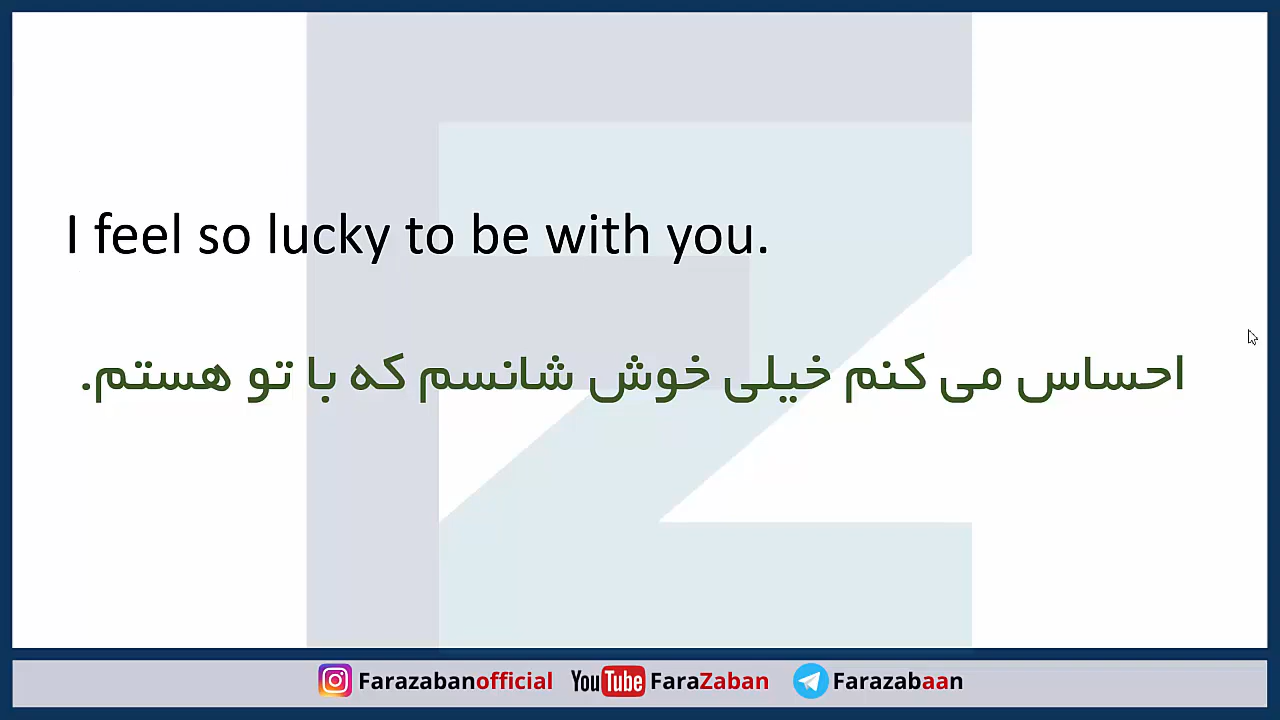 I feel so lucky to be with you.
احساس می کنم خیلی خوش شانسم که با تو هستم.
Farazabanofficial YouTube FaraZaban Farazabaan